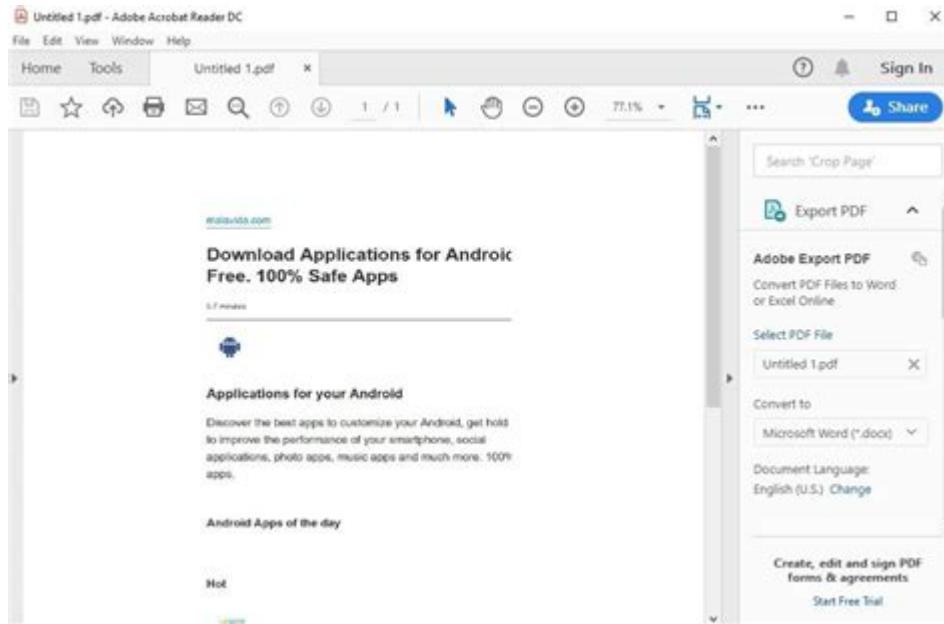 Untitled 1.pdf - Adobe Acrobat Reader DC
File Edit View Window Help
Home Tools Untitled 1.pdf × Sign In
1 / 1 77.1% Share
malavida.com
Download Applications for Androic
Free. 100% Safe Apps
5-7 minutes
Applications for your Android
Discover the best apps to customize your Android, get hold
to improve the performance of your smartphone, social
applications, photo apps, music apps and much more. 100%
apps.
Android Apps of the day
Hot
Search 'Crop Page'
Export PDF
Adobe Export PDF
Convert PDF Files to Word
or Excel Online
Select PDF File
Untitled 1.pdf
Convert to
Microsoft Word (*.docx)
Document Language:
English (U.S.) Change
Create, edit and sign PDF
forms & agreements
Start Free Trial